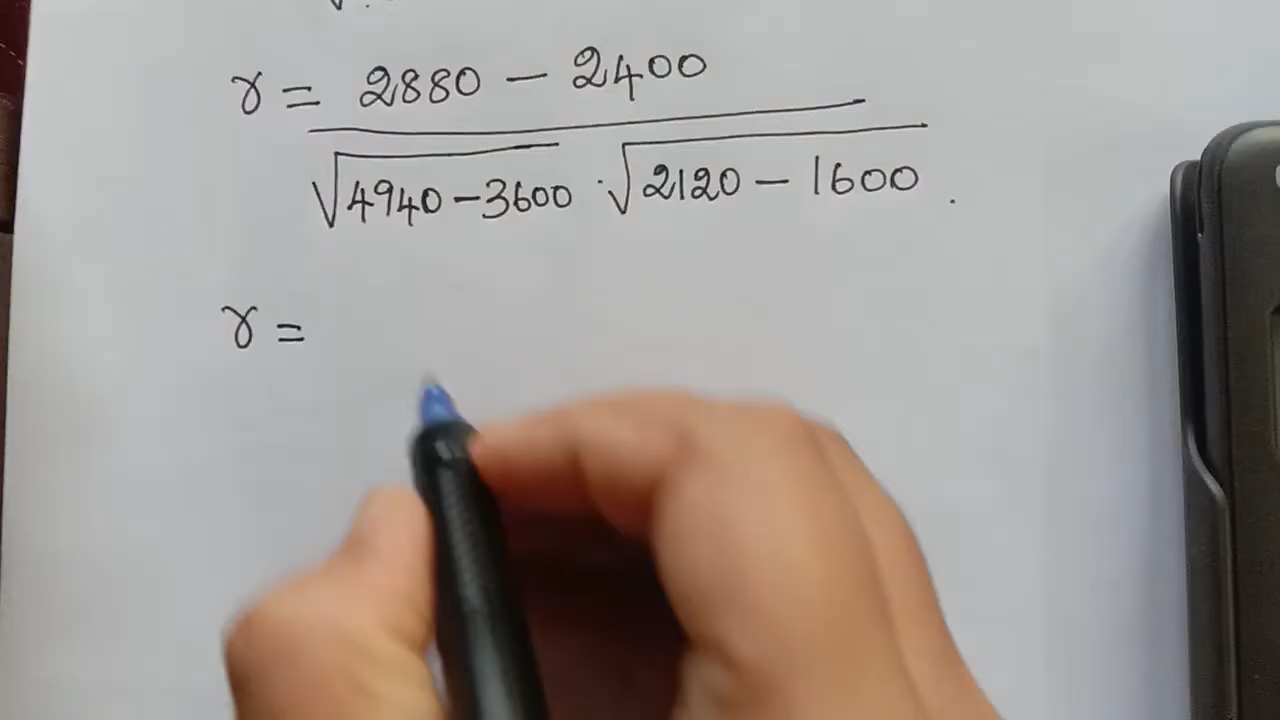 r = 2880 - 2400
√4940-3600 · √2120 - 1600 .
r =